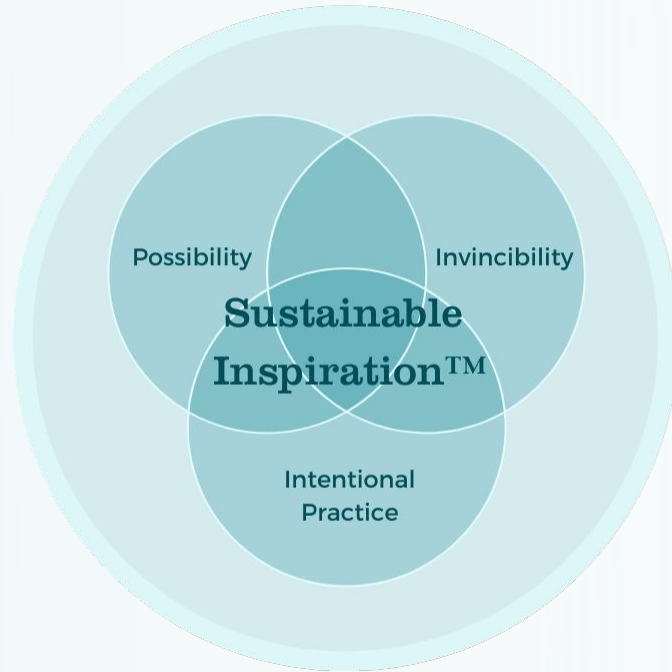 Possibility
Invincibility
Sustainable
Inspiration™
Intentional
Practice